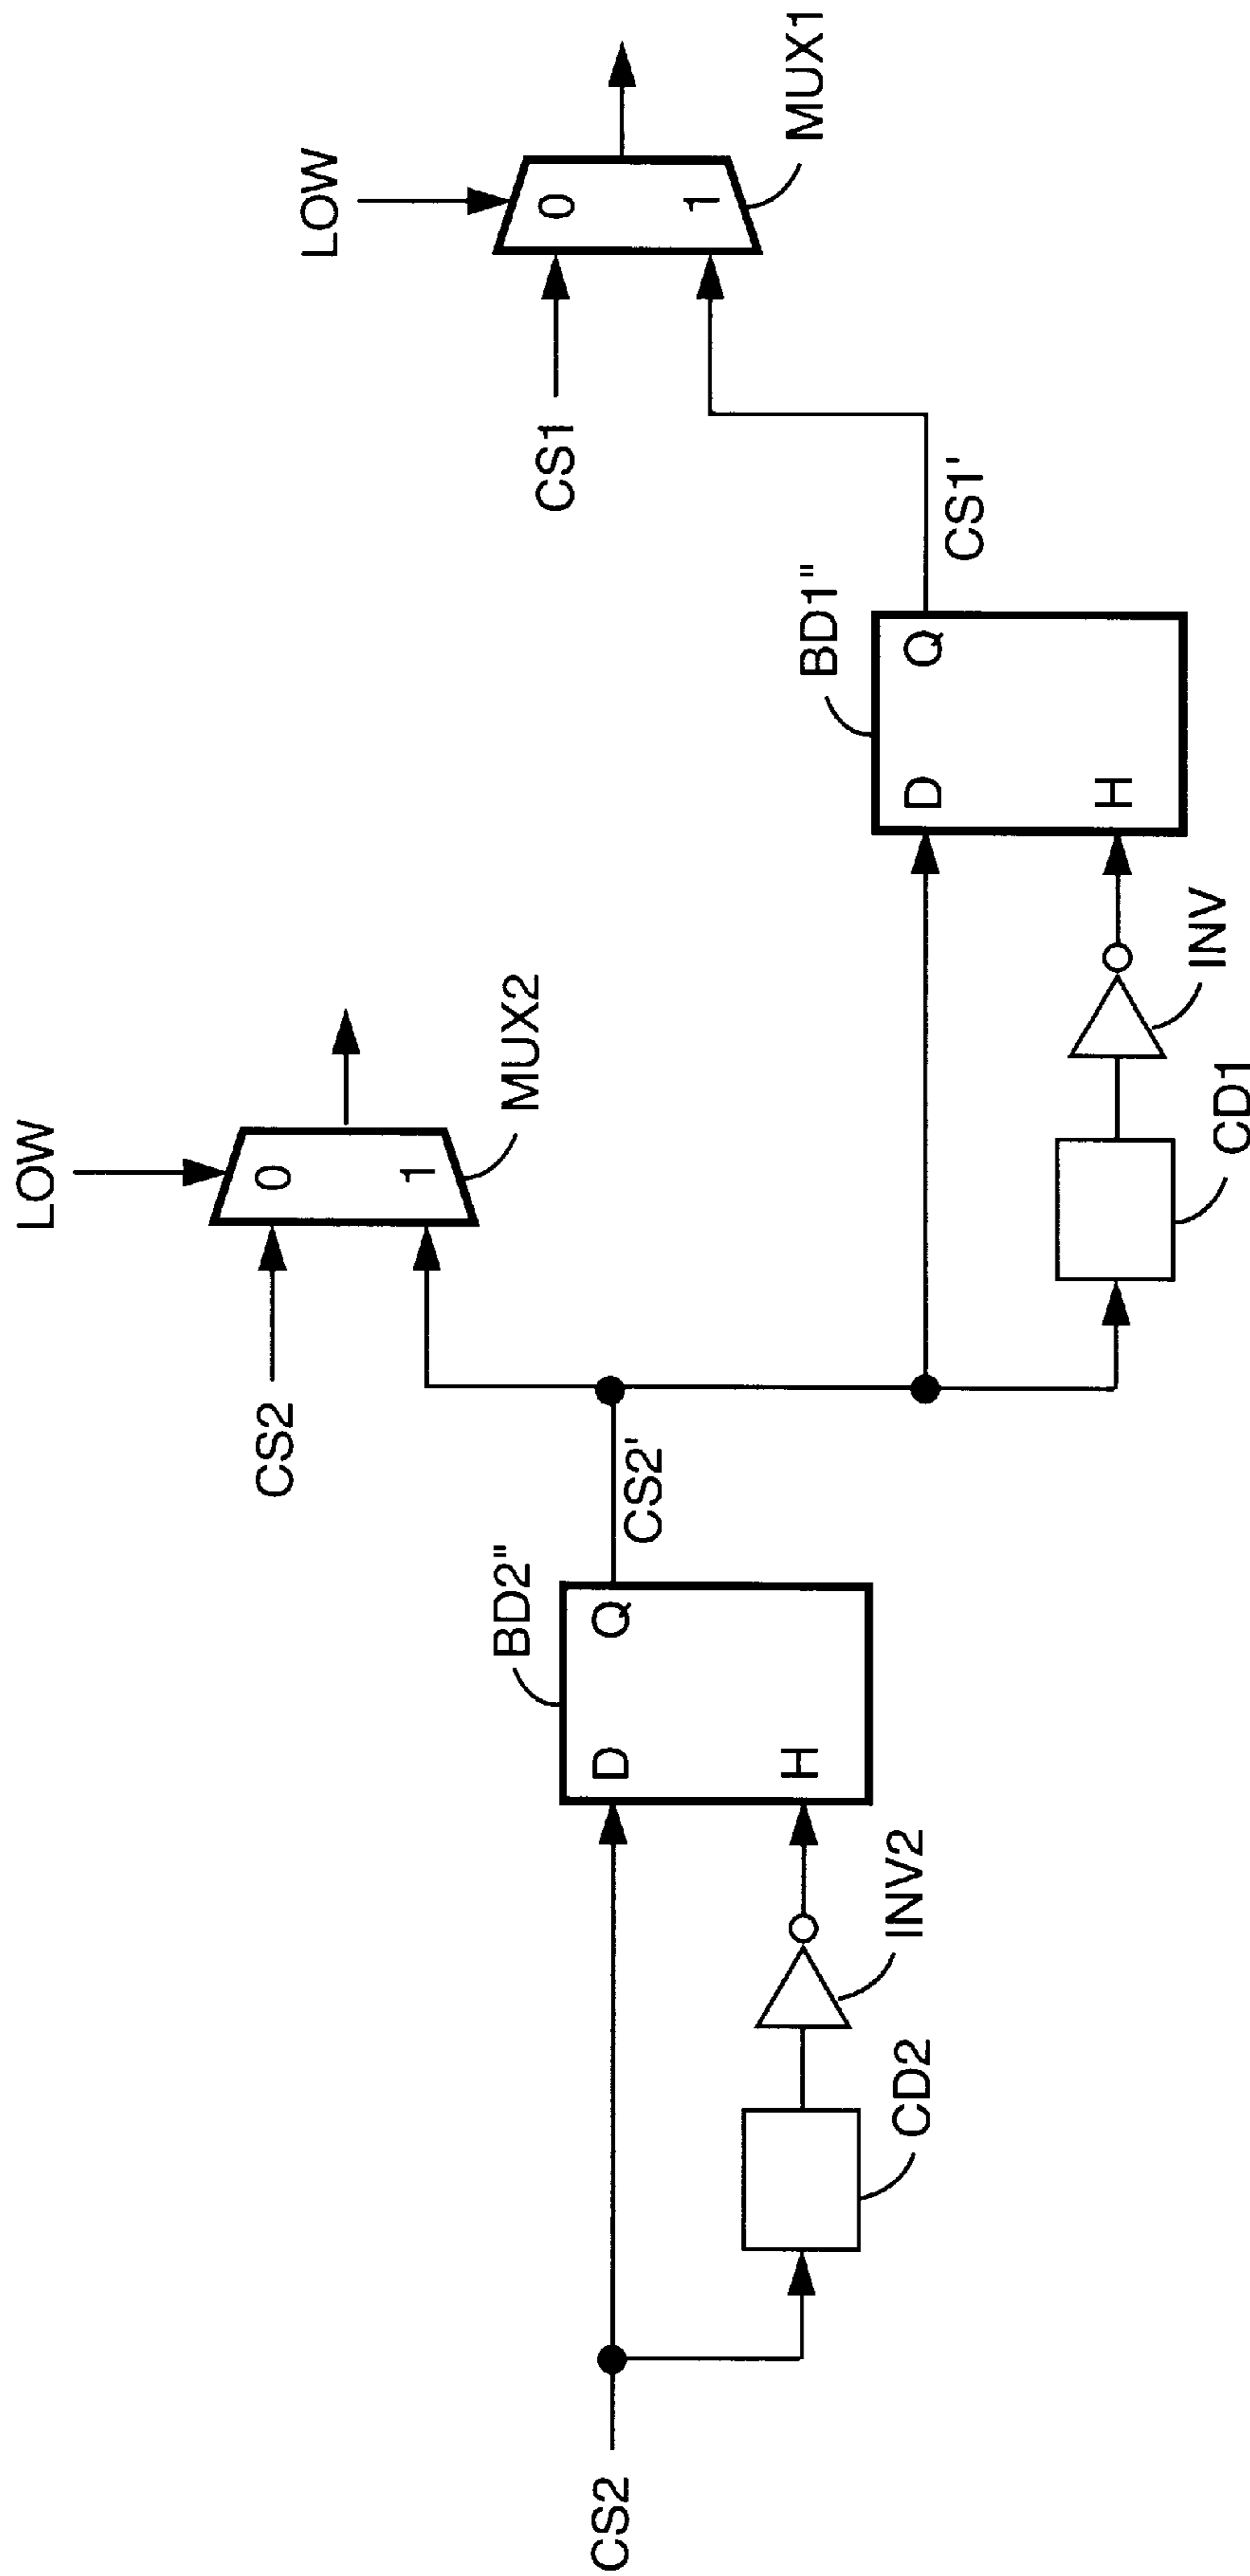 LOW
CS1
0
1
MUX1
LOW
CS2
0
1
MUX2
BD1"
D
Q
H
CS1'
CD1
INV
CS2'
BD2"
D
Q
H
CS2
CD2
INV2